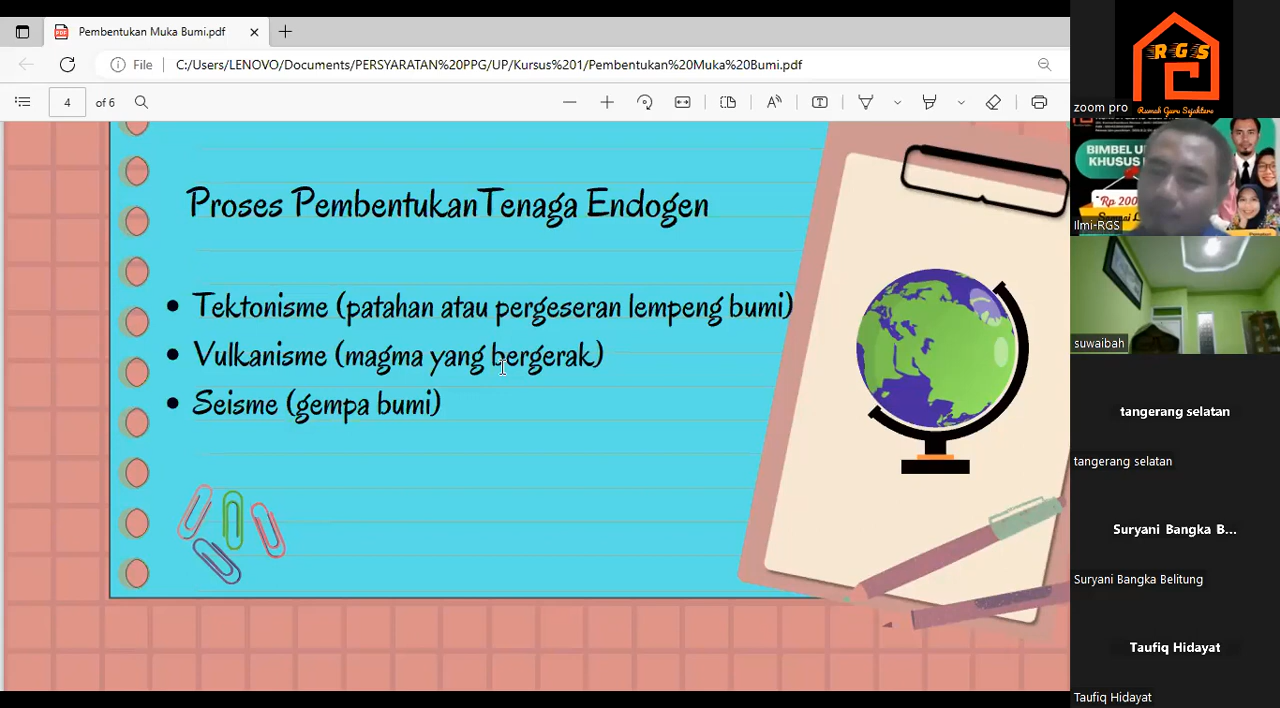 Pembentukan Muka Bumi.pdf
File
C:/Users/LENOVO/Documents/PERSYARATAN%20PPG/UP/Kursus%201/Pembentukan%20Muka%20Bumi.pdf
4
of 6
Proses PembentukanTenaga Endogen
Tektonisme (patahan atau pergeseran lempeng bumi)
Vulkanisme (magma yang bergerak)
Seisme (gempa bumi)
RGS
Rumah Guru Sejahtera
zoom pro
BIMBEL U
KHUSUS
Rp 200
Ilmi-RGS
suwaibah
tangerang selatan
tangerang selatan
Suryani Bangka B...
Suryani Bangka Belitung
Taufiq Hidayat
Taufiq Hidayat